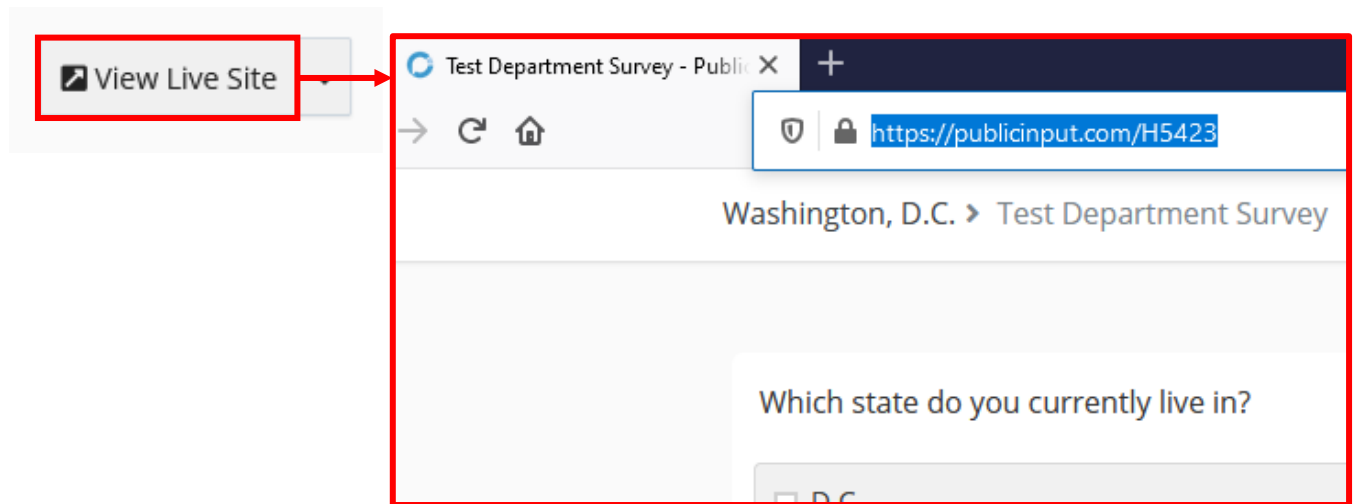 View Live Site
Test Department Survey - Public
https://publicinput.com/H5423
Washington, D.C. > Test Department Survey
Which state do you currently live in?
D.C.